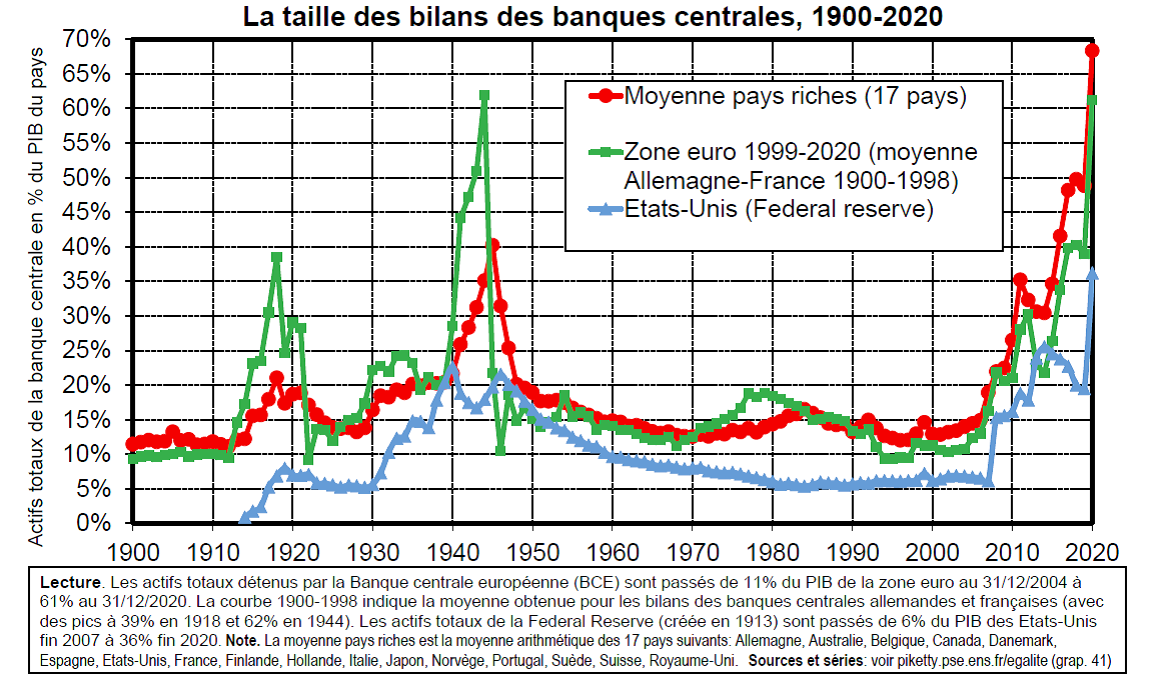 La taille des bilans des banques centrales, 1900-2020
Actifs totaux de la banque centrale en % du PIB du pays
70%
65%
60%
55%
50%
45%
40%
35%
30%
25%
20%
15%
10%
5%
0%
Moyenne pays riches (17 pays)
Zone euro 1999-2020 (moyenne
Allemagne-France 1900-1998)
Etats-Unis (Federal reserve)
1900 1910 1920 1930 1940 1950 1960 1970 1980 1990 2000 2010 2020
Lecture. Les actifs totaux détenus par la Banque centrale européenne (BCE) sont passés de 11% du PIB de la zone euro au 31/12/2004 à
61% au 31/12/2020. La courbe 1900-1998 indique la moyenne obtenue pour les bilans des banques centrales allemandes et françaises (avec
des pics à 39% en 1918 et 62% en 1944). Les actifs totaux de la Federal Reserve (créée en 1913) sont passés de 6% du PIB des Etats-Unis
fin 2007 à 36% fin 2020. Note. La moyenne pays riches est la moyenne arithmétique des 17 pays suivants: Allemagne, Australie, Belgique, Canada, Danemark,
Espagne, Etats-Unis, France, Finlande, Hollande, Italie, Japon, Norvège, Portugal, Suède, Suisse, Royaume-Uni. Sources et séries: voir piketty.pse.ens.fr/egalite (grap. 41)